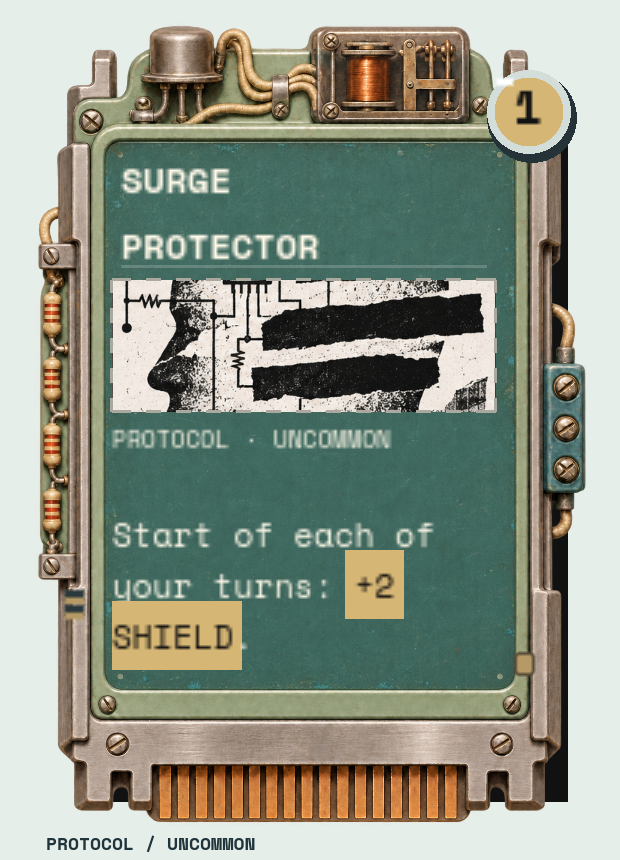 1
SURGE
PROTECTOR
PROTOCOL · UNCOMMON
Start of each of
your turns: +2
SHIELD.
PROTOCOL / UNCOMMON